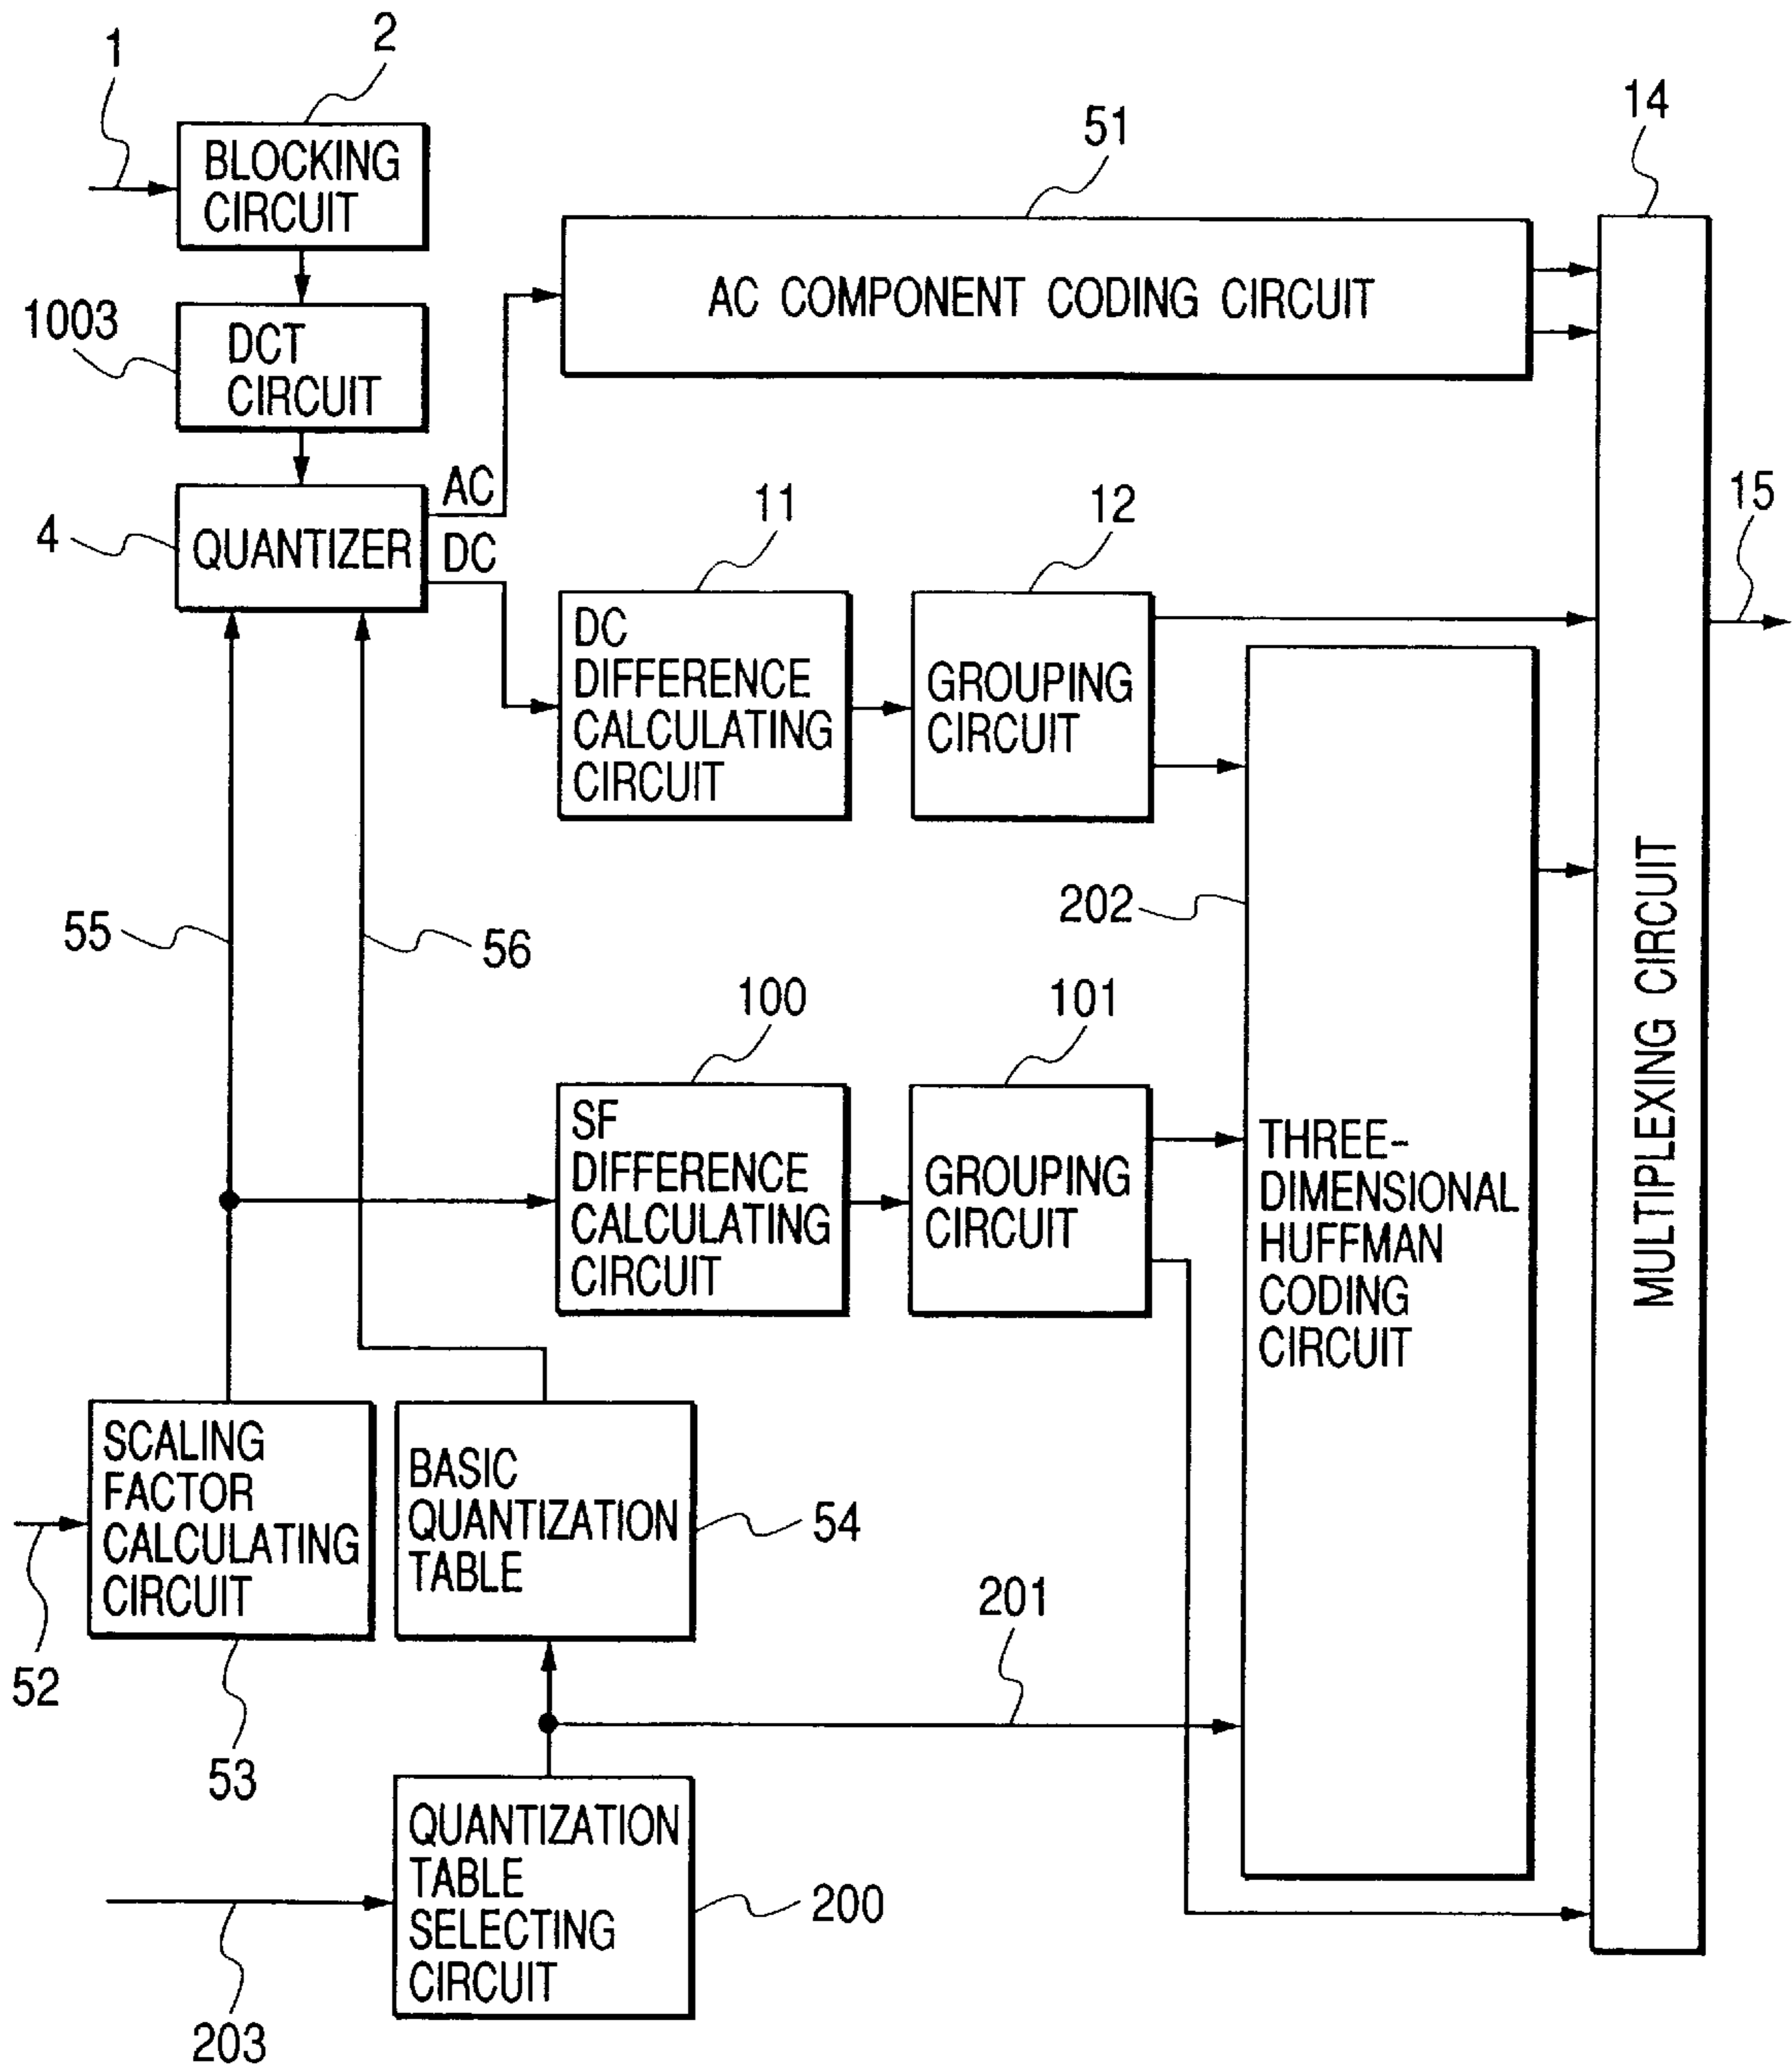 1
2
BLOCKING
CIRCUIT
51
14
AC COMPONENT CODING CIRCUIT
1003
DCT
CIRCUIT
AC
4
QUANTIZER
DC
11
12
15
DC
DIFFERENCE
CALCULATING
CIRCUIT
GROUPING
CIRCUIT
202
55
56
MULTIPLEXING CIRCUIT
100
101
SF
DIFFERENCE
CALCULATING
CIRCUIT
GROUPING
CIRCUIT
THREE-
DIMENSIONAL
HUFFMAN
CODING
CIRCUIT
SCALING
FACTOR
CALCULATING
CIRCUIT
BASIC
QUANTIZATION
TABLE
54
52
53
201
QUANTIZATION
TABLE
SELECTING
CIRCUIT
200
203